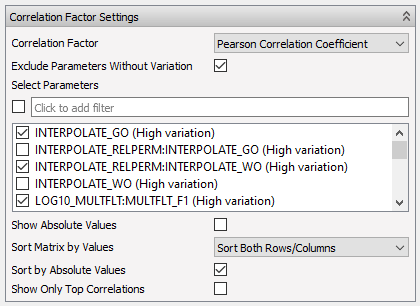 Correlation Factor Settings
Correlation Factor Pearson Correlation Coefficient
Exclude Parameters Without Variation
Select Parameters
Click to add filter
INTERPOLATE_GO (High variation)
INTERPOLATE_RELPERM:INTERPOLATE_GO (High variation)
INTERPOLATE_RELPERM:INTERPOLATE_WO (High variation)
INTERPOLATE_WO (High variation)
LOG10_MULTFLT:MULTFLT_F1 (High variation)
Show Absolute Values
Sort Matrix by Values Sort Both Rows/Columns
Sort by Absolute Values
Show Only Top Correlations